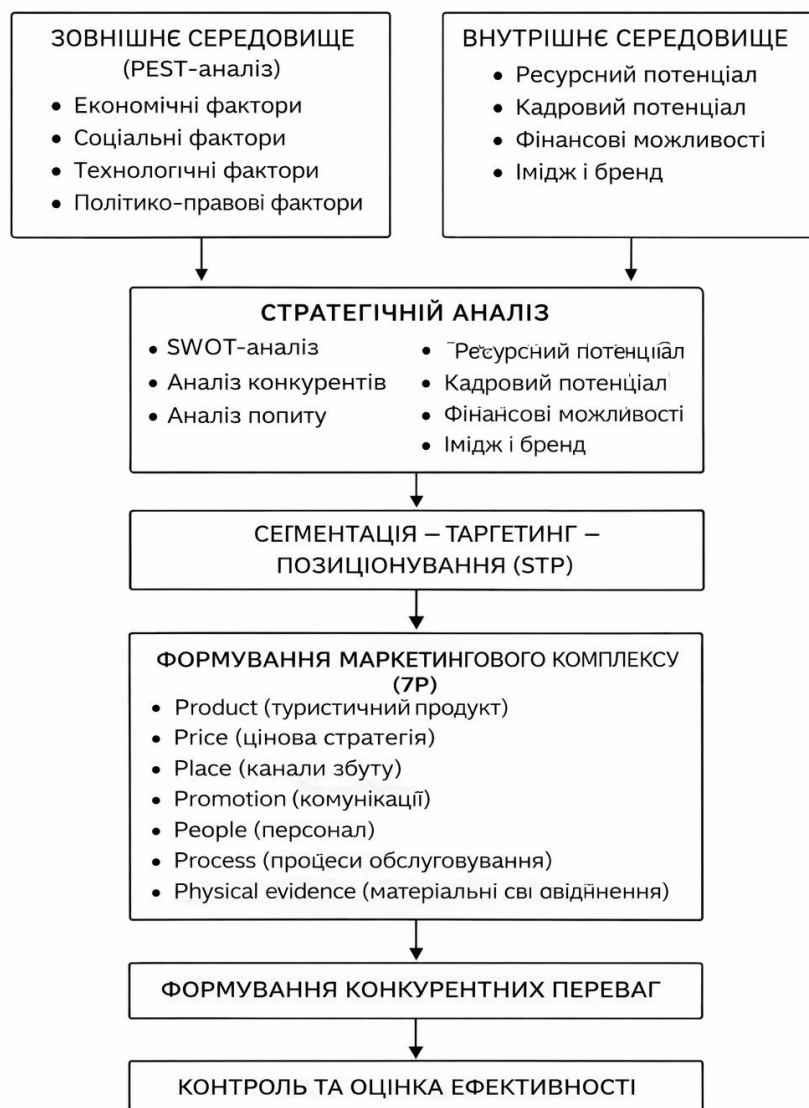 ЗОВНІШНЄ СЕРЕДОВИЩЕ
(PEST-аналіз)
• Економічні фактори
• Соціальні фактори
• Технологічні фактори
• Політико-правові фактори
ВНУТРІШНЄ СЕРЕДОВИЩЕ
• Ресурсний потенціал
• Кадровий потенціал
• Фінансові можливості
• Імідж і бренд
СТРАТЕГІЧНІЙ АНАЛІЗ
• SWOT-аналіз
• Аналіз конкурентів
• Аналіз попиту
• Ресурсний потенціал
• Кадровий потенціал
• Фінансові можливості
• Імідж і бренд
СЕГМЕНТАЦІЯ – ТАРГЕТИНГ –
ПОЗИЦІОНУВАННЯ (STP)
ФОРМУВАННЯ МАРКЕТИНГОВОГО КОМПЛЕКСУ
(7P)
• Product (туристичний продукт)
• Price (цінова стратегія)
• Place (канали збуту)
• Promotion (комунікації)
• People (персонал)
• Process (процеси обслуговування)
• Physical evidence (матеріальні
ФОРМУВАННЯ КОНКУРЕНТНИХ ПЕРЕВАГ
КОНТРОЛЬ ТА ОЦІНКА ЕФЕКТИВНОСТІ